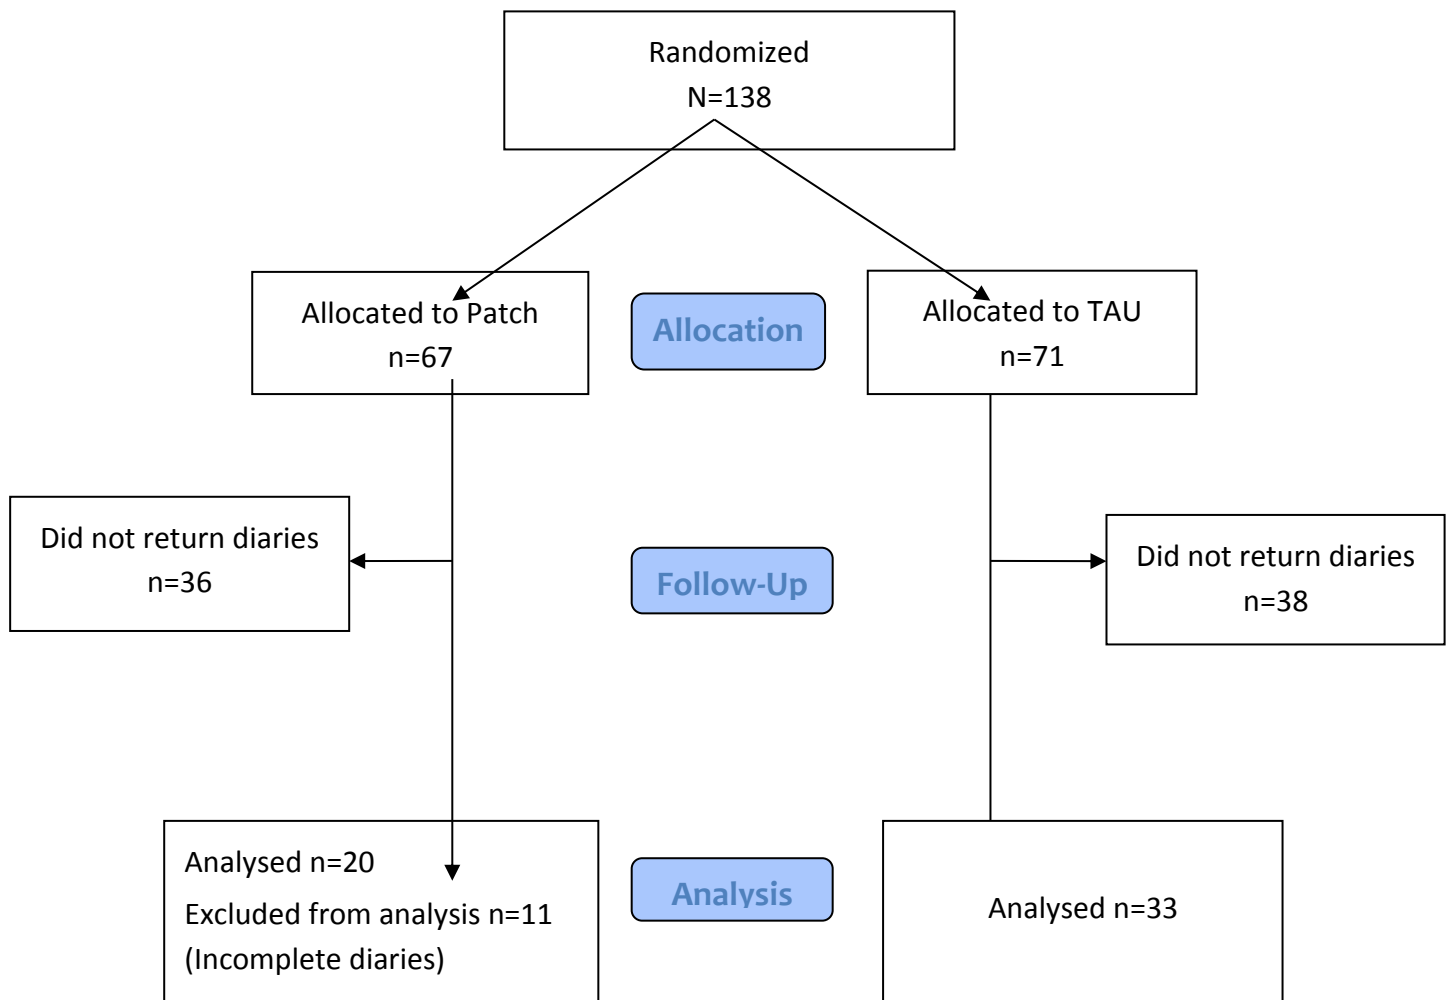 Randomized
N=138
Allocated to Patch
n=67
Allocation
Allocated to TAU
n=71
Did not return diaries
n=36
Follow-Up
Did not return diaries
n=38
Analysed n=20
Excluded from analysis n=11
(Incomplete diaries)
Analysis
Analysed n=33